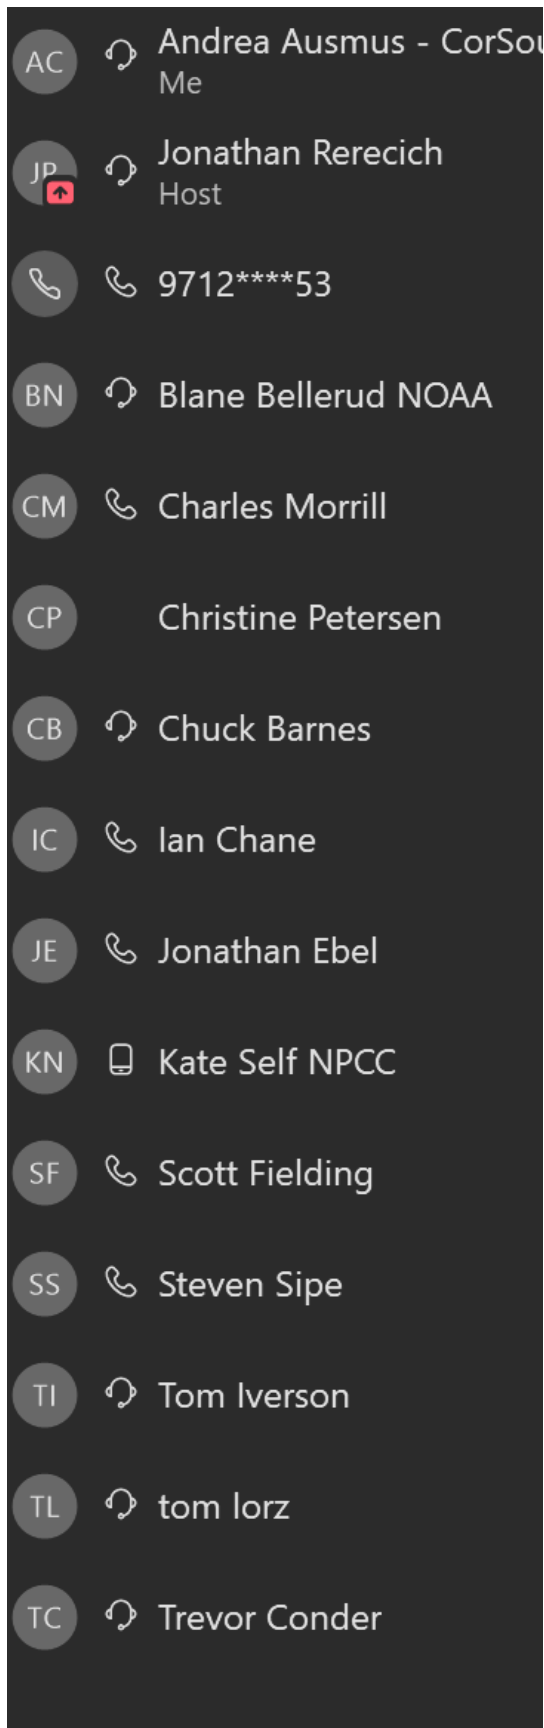 AC Andrea Ausmus - CorSou
Me
JR Jonathan Rerecich
Host
9712****53
BN Blane Bellerud NOAA
CM Charles Morrill
CP Christine Petersen
CB Chuck Barnes
IC Ian Chane
JE Jonathan Ebel
KN Kate Self NPCC
SF Scott Fielding
SS Steven Sipe
TI Tom Iverson
TL tom lorz
TC Trevor Conder